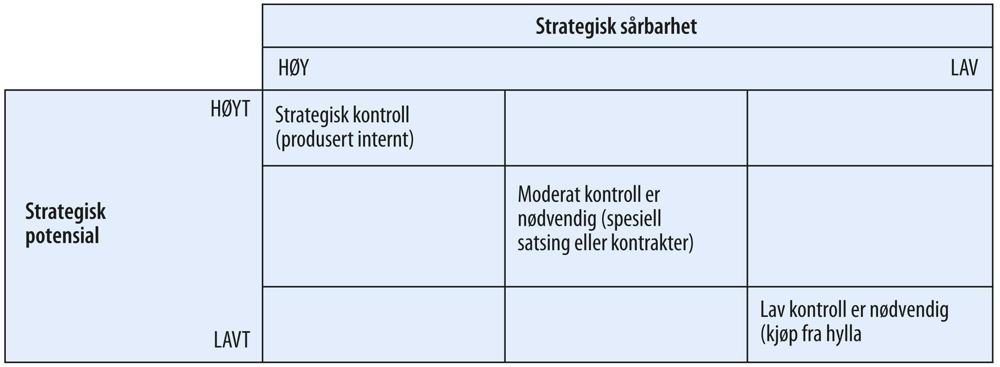 Strategisk sårbarhet
HØY
LAV
HØYT
Strategisk kontroll
(produsert internt)
Strategisk
potensial
Moderat kontroll er
nødvendig (spesiell
satsing eller kontrakter)
LAVT
Lav kontroll er nødvendig
(kjøp fra hylla